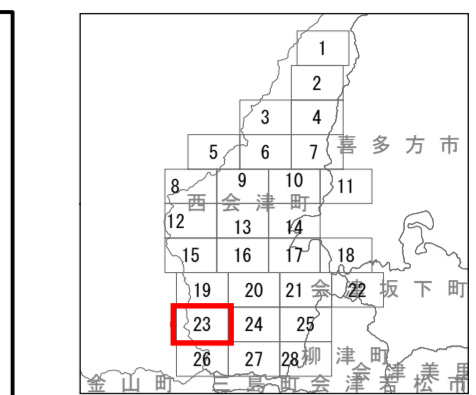 1
2
3 4
5 6 7 喜多方市
8 9 10 11
西会津町
12 13 14
15 16 17 18
19 20 21 22 会津坂下町
23 24 25
26 27 28 柳津町
金山町 三島町 会津若松市
会津美里